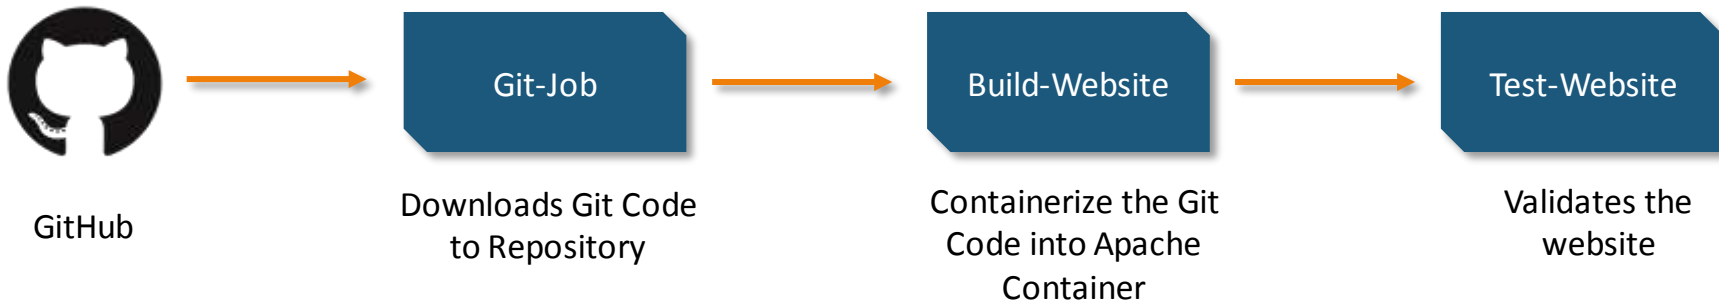 Git-Job
Build-Website
Test-Website
GitHub
Downloads Git Code
to Repository
Containerize the Git
Code into Apache
Container
Validates the
website